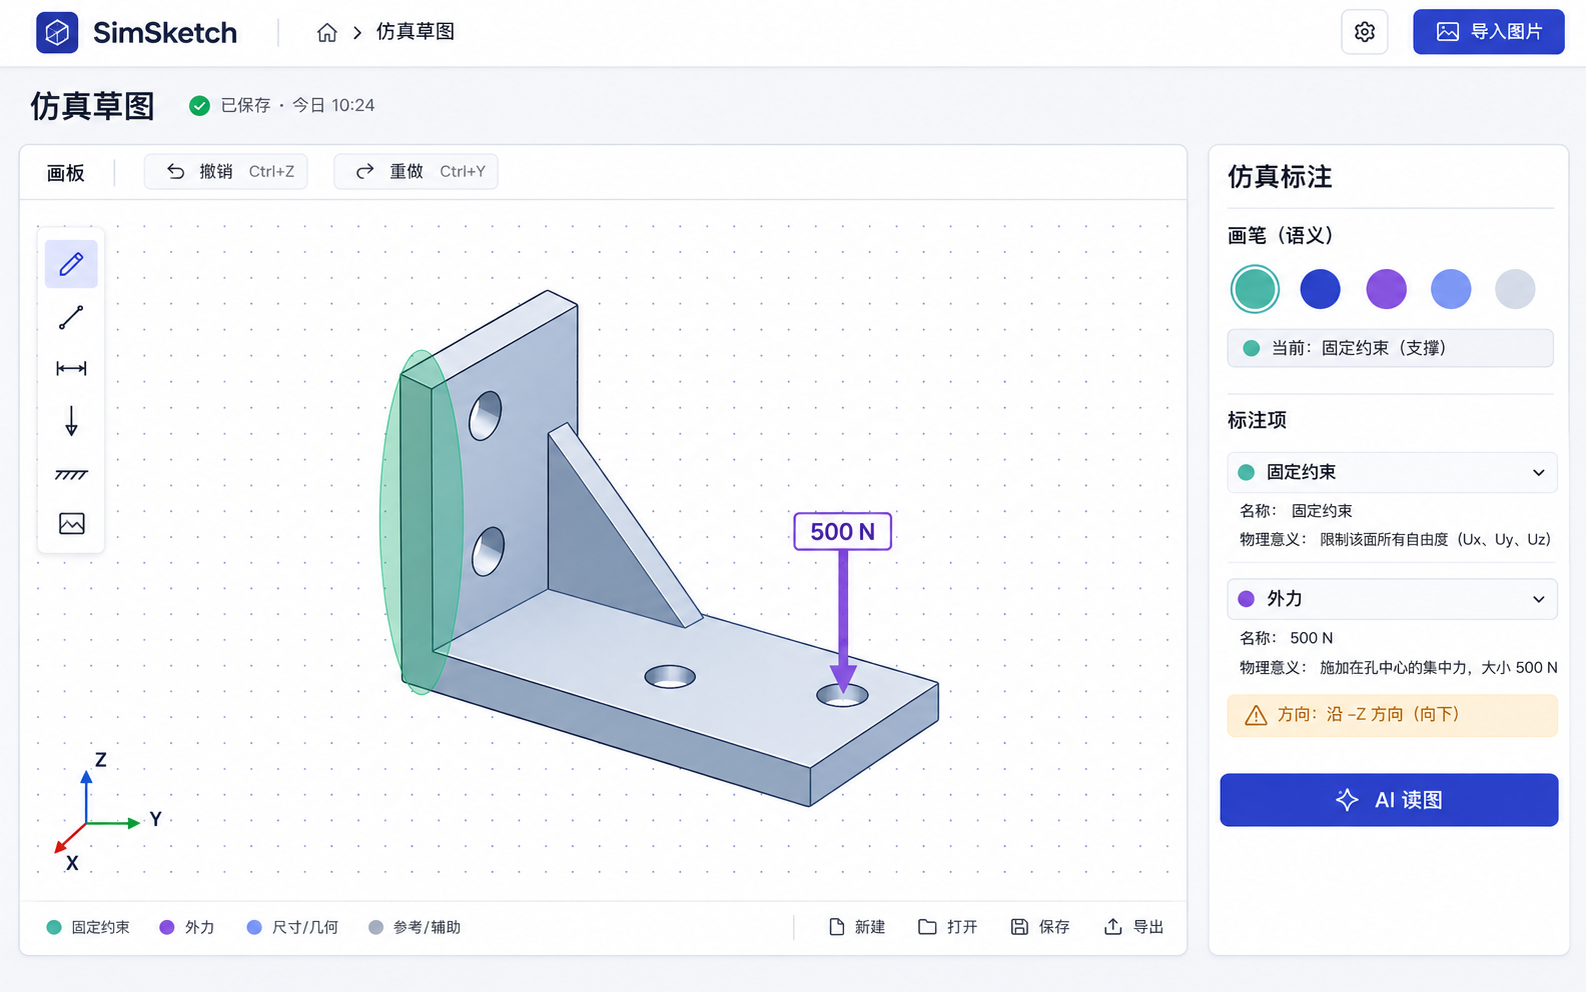 SimSketch
仿真草图
导入图片
仿真草图
已保存 · 今日 10:24
画板
撤销 Ctrl+Z
重做 Ctrl+Y
500 N
Z
Y
X
固定约束
外力
尺寸/几何
参考/辅助
新建
打开
保存
导出
仿真标注
画笔（语义）
当前：固定约束（支撑）
标注项
固定约束
名称： 固定约束
物理意义： 限制该面所有自由度（Ux、Uy、Uz）
外力
名称： 500 N
物理意义： 施加在孔中心的集中力，大小 500 N
方向：沿 –Z 方向（向下）
AI 读图